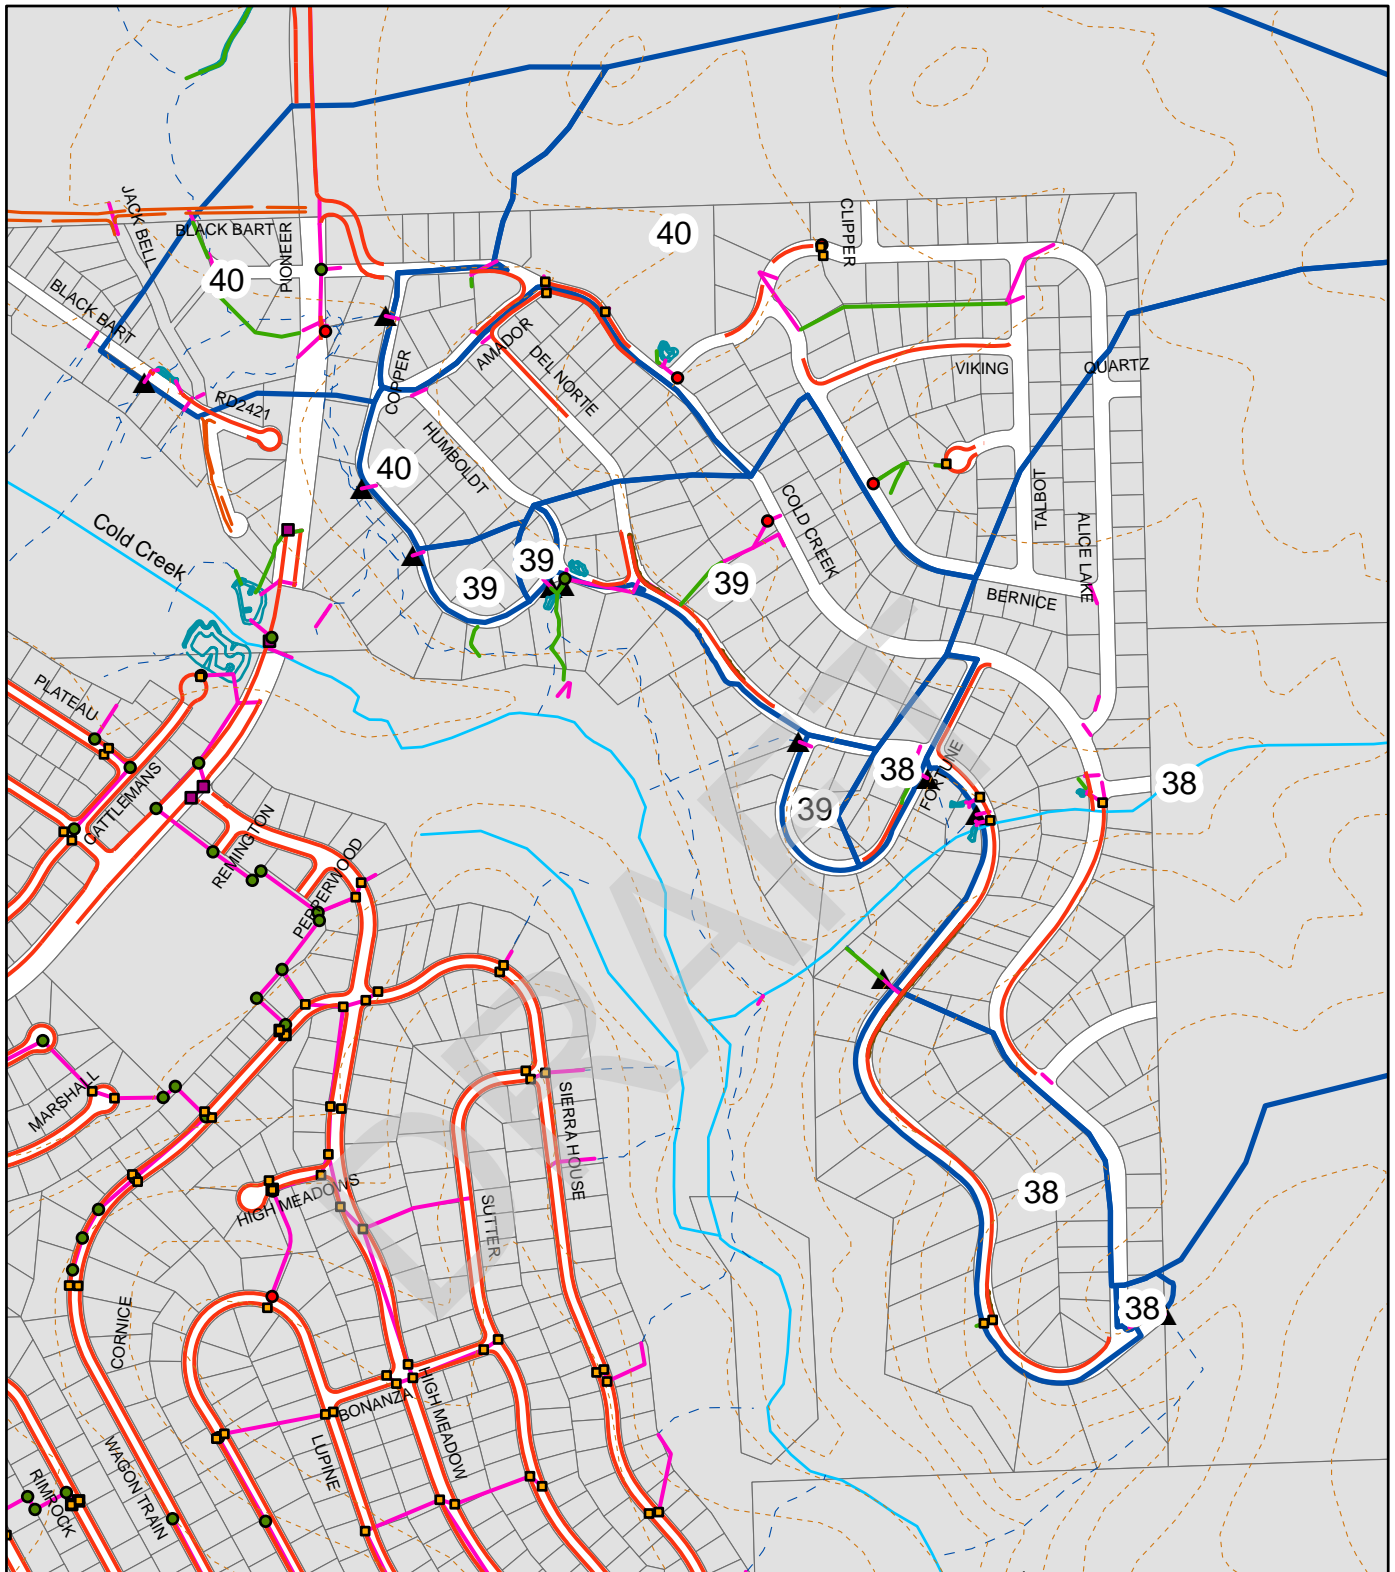 CLIPPER
JACK BELL
BLACK BART
40
PIONEER
40
BLACK BART
AMADOR
DEL NORTE
COPPER
VIKING
QUARTZ
RD2421
HUMBOLDT
40
TALBOT
COLD CREEK
ALICE LAKE
Cold Creek
39
39
39
BERNICE
PLATEAU
FORTUNE
38
38
39
CATTLEMANS
REMINGTON
PEPPERWOOD
DRAFT
MARSHALL
SIERRA HOUSE
HIGH MEADOWS
SUTTER
38
38
CORNICE
BONANZA
HIGH MEADOW
LUPINE
WAGON TRAIN
RIMROCK